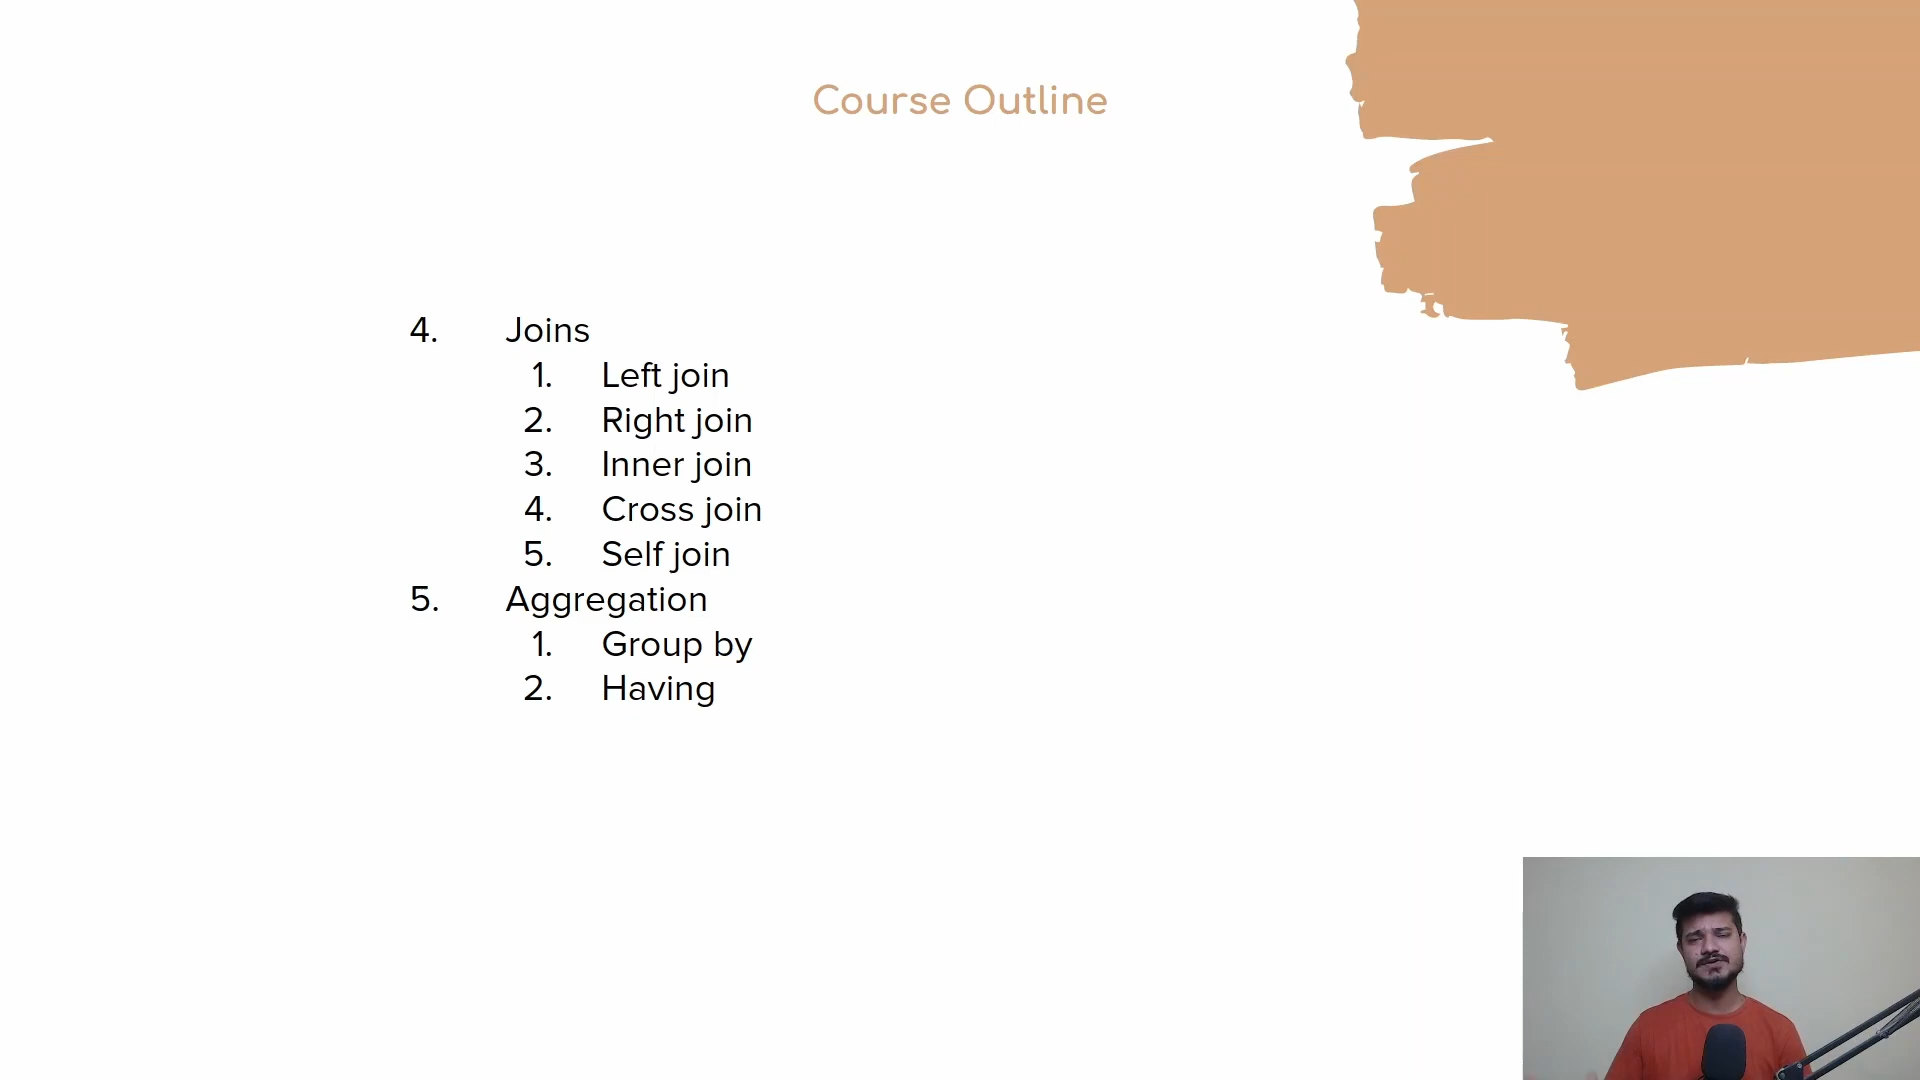 Course Outline
4. Joins
1. Left join
2. Right join
3. Inner join
4. Cross join
5. Self join
5. Aggregation
1. Group by
2. Having